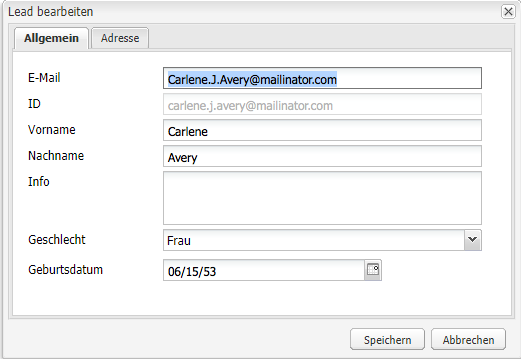 Lead bearbeiten
Allgemein Adresse
E-Mail Carlene.J.Avery@mailinator.com
ID carlene.j.avery@mailinator.com
Vorname Carlene
Nachname Avery
Info
Geschlecht Frau
Geburtsdatum 06/15/53
Speichern Abbrechen